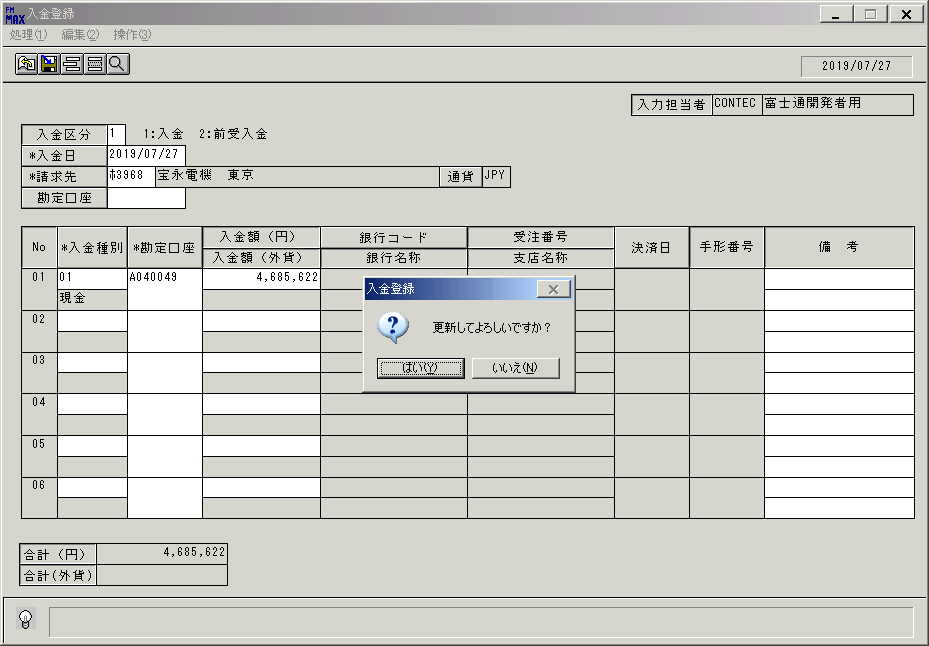 FM MAX 入金登録
処理(1) 編集(2) 操作(3)
2019/07/27
入力担当者 CONTEC 富士通開発者用
入金区分 1 1:入金 2:前受入金
*入金日 2019/07/27
*請求先 ﾎ3968 宝永電機 東京 通貨 JPY
勘定口座
No *入金種別 *勘定口座 入金額（円） 銀行コード 受注番号 決済日 手形番号 備 考
入金額（外貨） 銀行名称 支店名称
01 01 A040049 4,685,622
現金
02
03
04
05
06
入金登録
更新してよろしいですか？
はい(Y) いいえ(N)
合計（円） 4,685,622
合計(外貨)